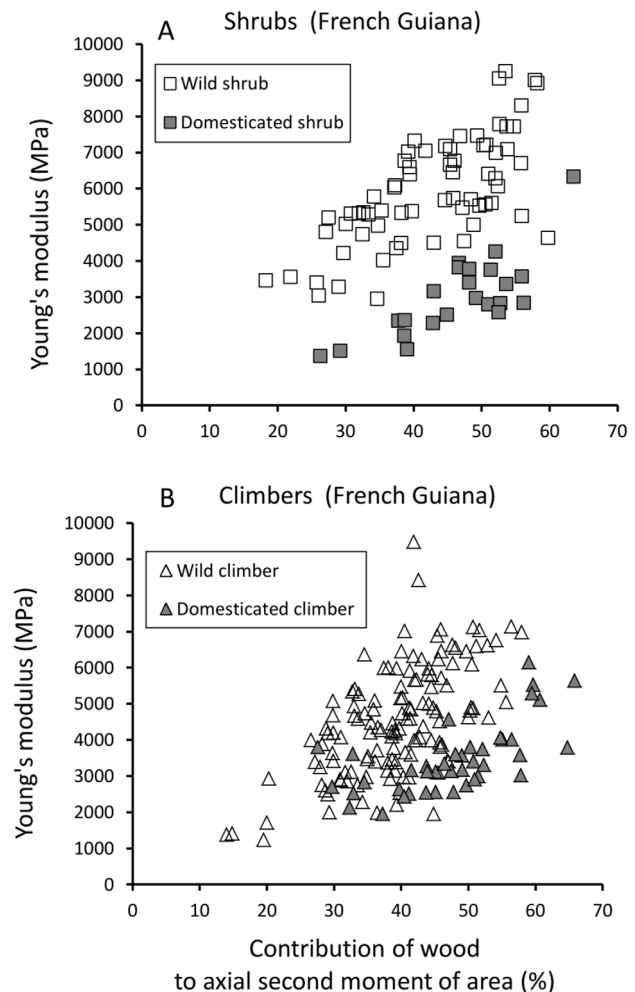 A
Shrubs (French Guiana)
10000
9000
8000
7000
6000
5000
4000
3000
2000
1000
0
Young's modulus (MPa)
Wild shrub
Domesticated shrub
0 10 20 30 40 50 60 70
B
Climbers (French Guiana)
10000
9000
8000
7000
6000
5000
4000
3000
2000
1000
0
Young's modulus (MPa)
Wild climber
Domesticated climber
0 10 20 30 40 50 60 70
Contribution of wood
to axial second moment of area (%)